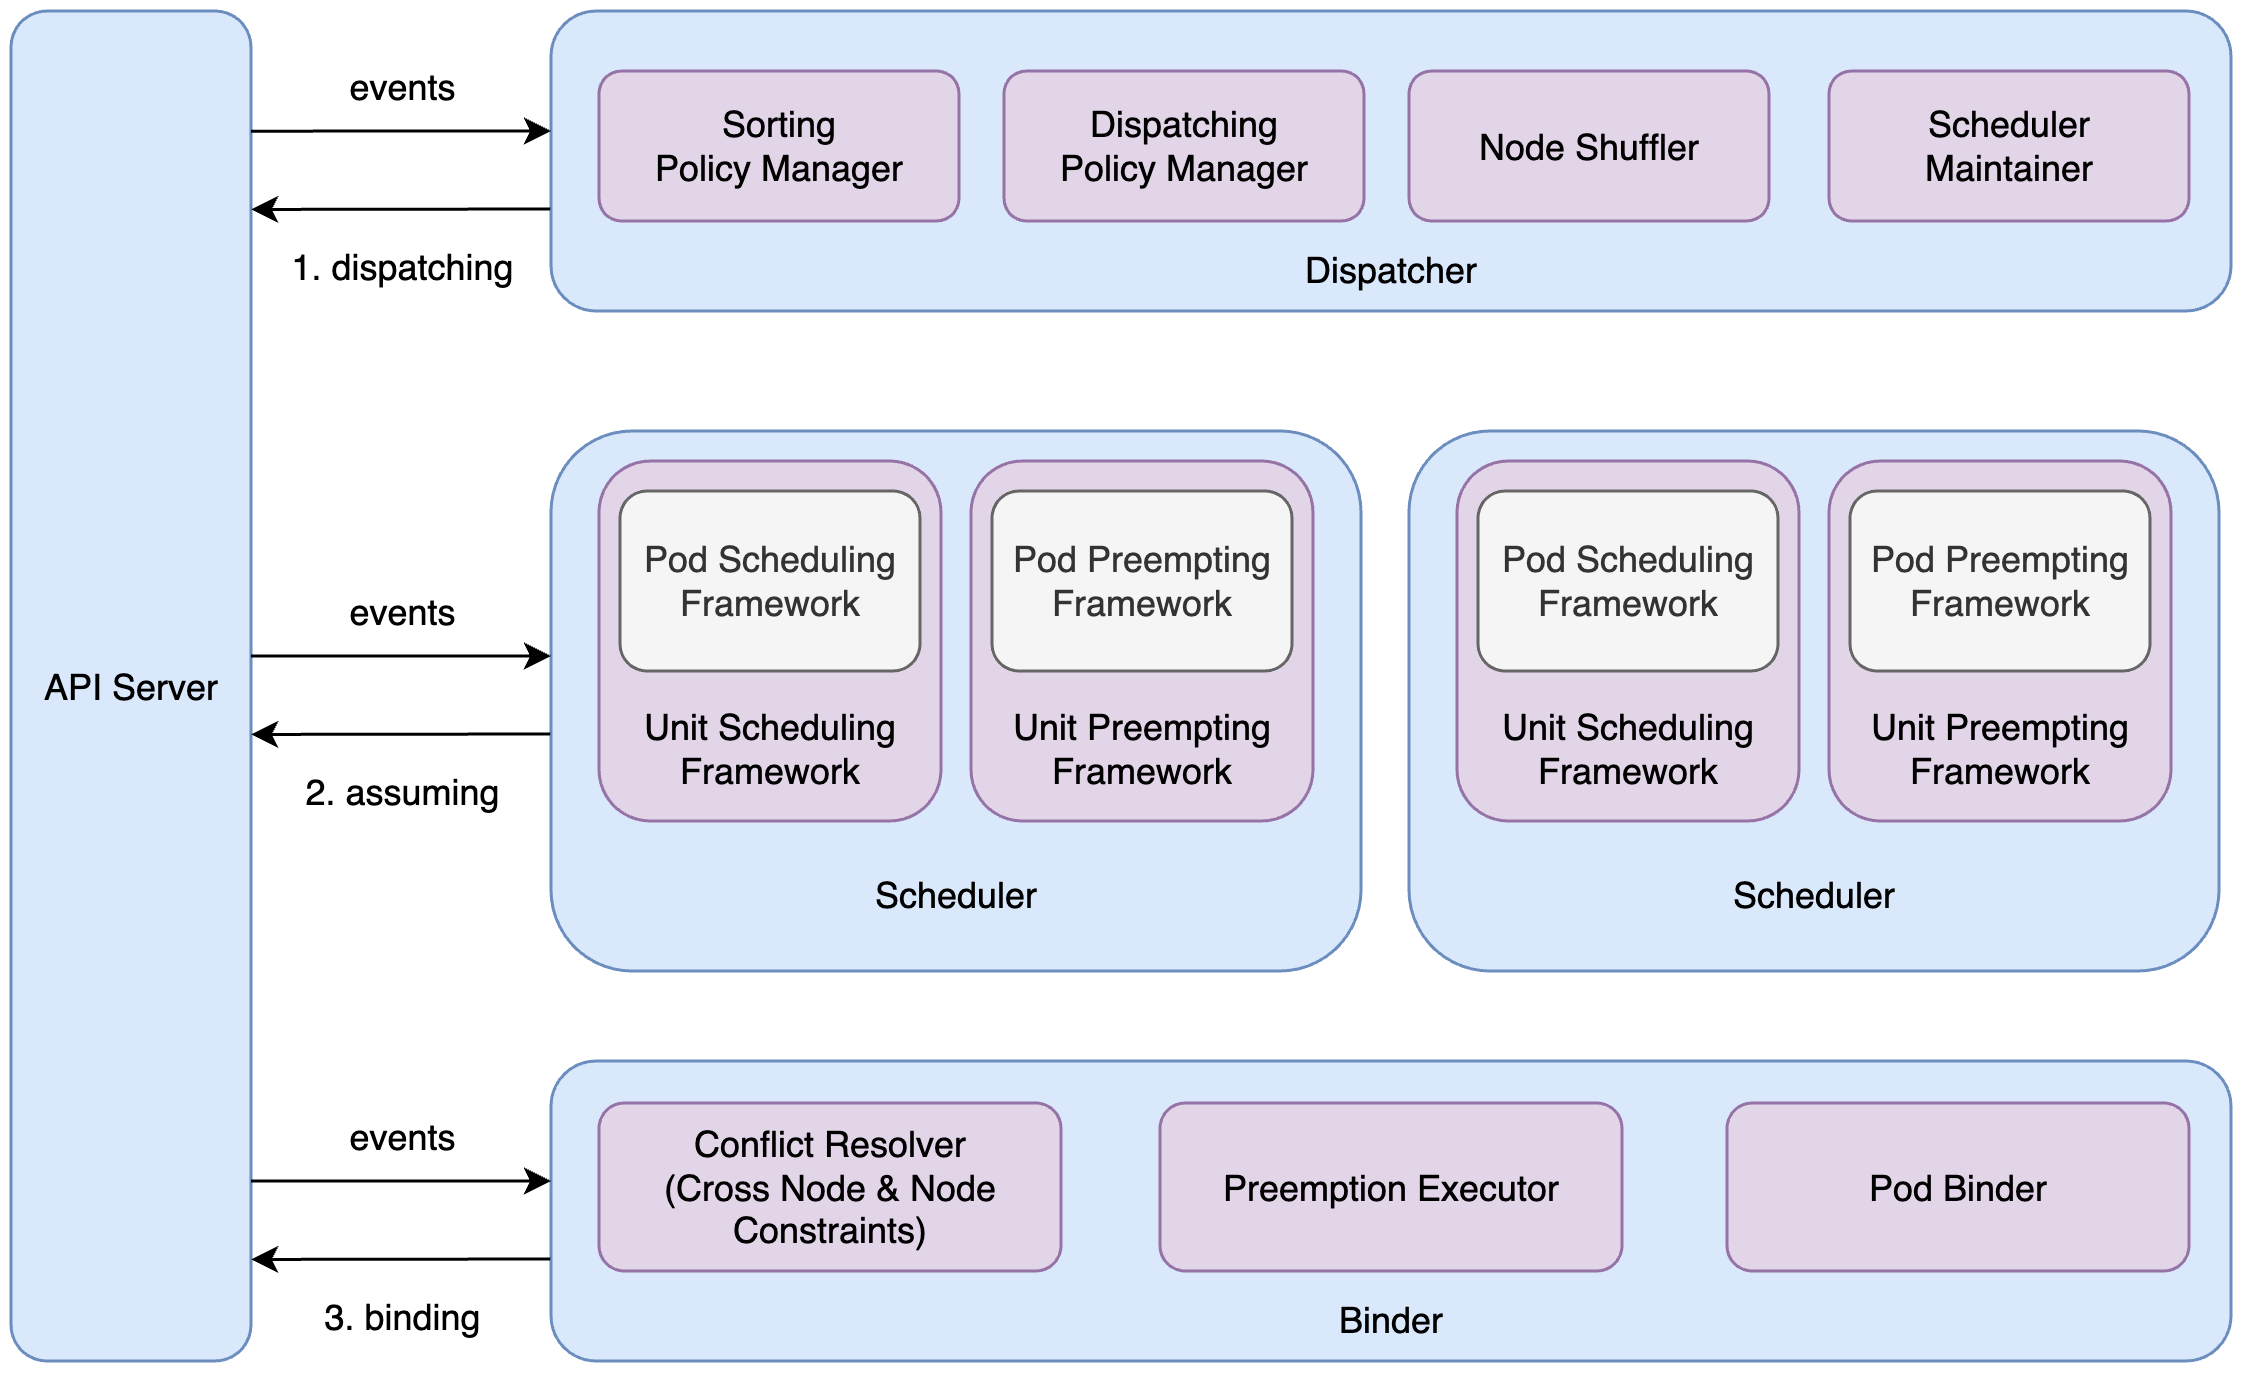 API Server
events
1. dispatching
Sorting
Policy Manager
Dispatching
Policy Manager
Node Shuffler
Scheduler
Maintainer
Dispatcher
events
2. assuming
Pod Scheduling
Framework
Unit Scheduling
Framework
Pod Preempting
Framework
Unit Preempting
Framework
Scheduler
Pod Scheduling
Framework
Unit Scheduling
Framework
Pod Preempting
Framework
Unit Preempting
Framework
Scheduler
events
3. binding
Conflict Resolver
(Cross Node & Node
Constraints)
Preemption Executor
Pod Binder
Binder